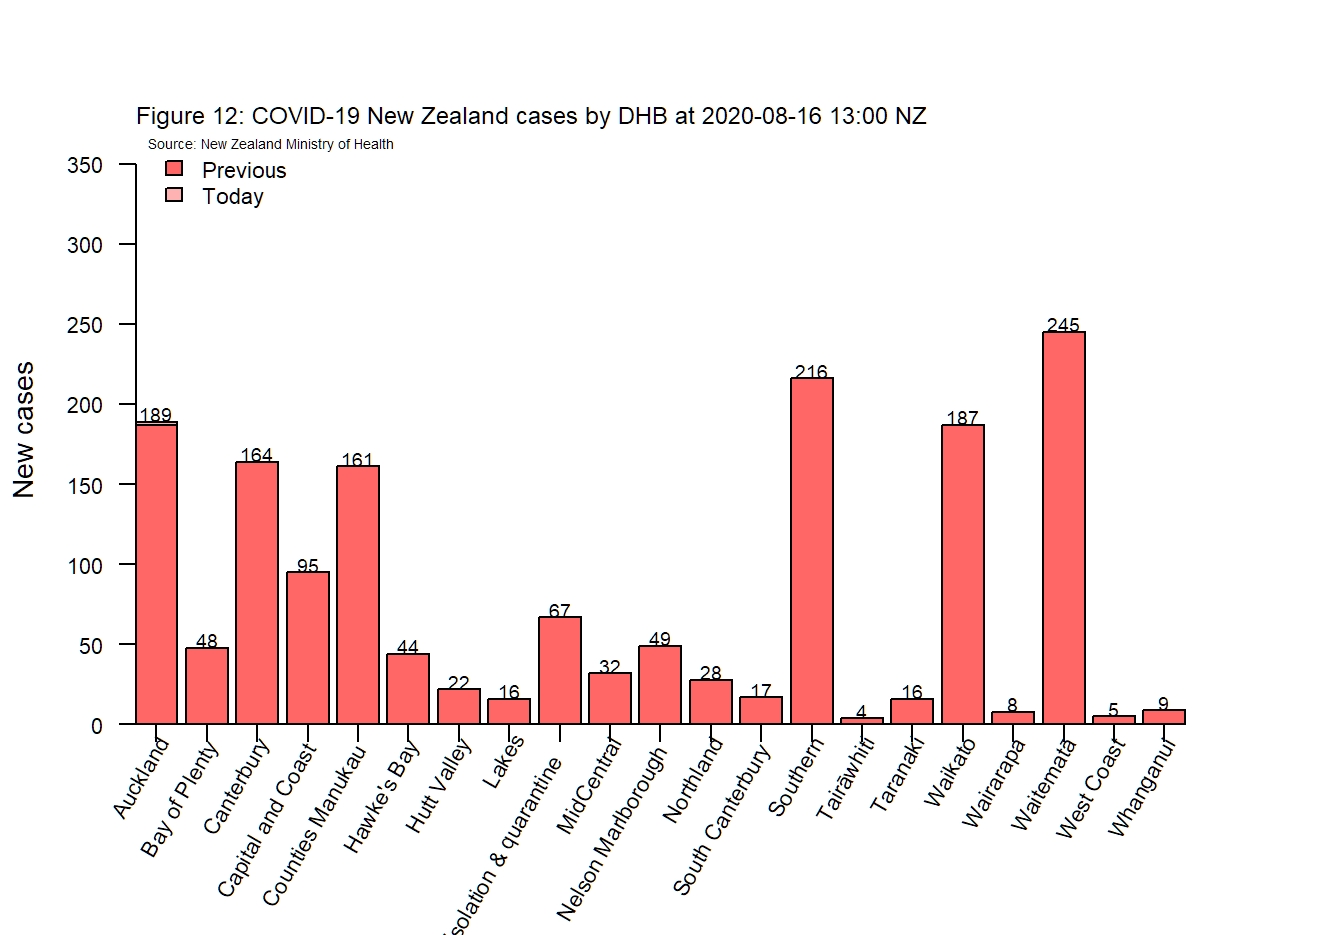 Figure 12: COVID-19 New Zealand cases by DHB at 2020-08-16 13:00 NZ
Source: New Zealand Ministry of Health
Previous
Today
New cases
350
300
250
200
150
100
50
0
189
48
164
95
161
44
22
16
67
32
49
28
17
216
4
16
187
8
245
5
9
Auckland
Bay of Plenty
Canterbury
Capital and Coast
Counties Manukau
Hawke's Bay
Hutt Valley
Lakes
solation & quarantine
MidCentral
Nelson Marlborough
Northland
South Canterbury
Southern
Tairāwhiti
Taranaki
Waikato
Wairarapa
Waitematā
West Coast
Whanganui